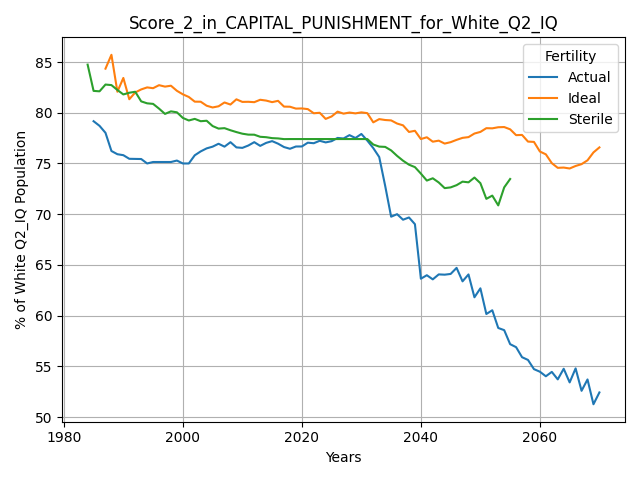 Score_2_in_CAPITAL_PUNISHMENT_for_White_Q2_IQ
Fertility
Actual
Ideal
Sterile
% of White Q2_IQ Population
85
80
75
70
65
60
55
50
1980
2000
2020
2040
2060
Years